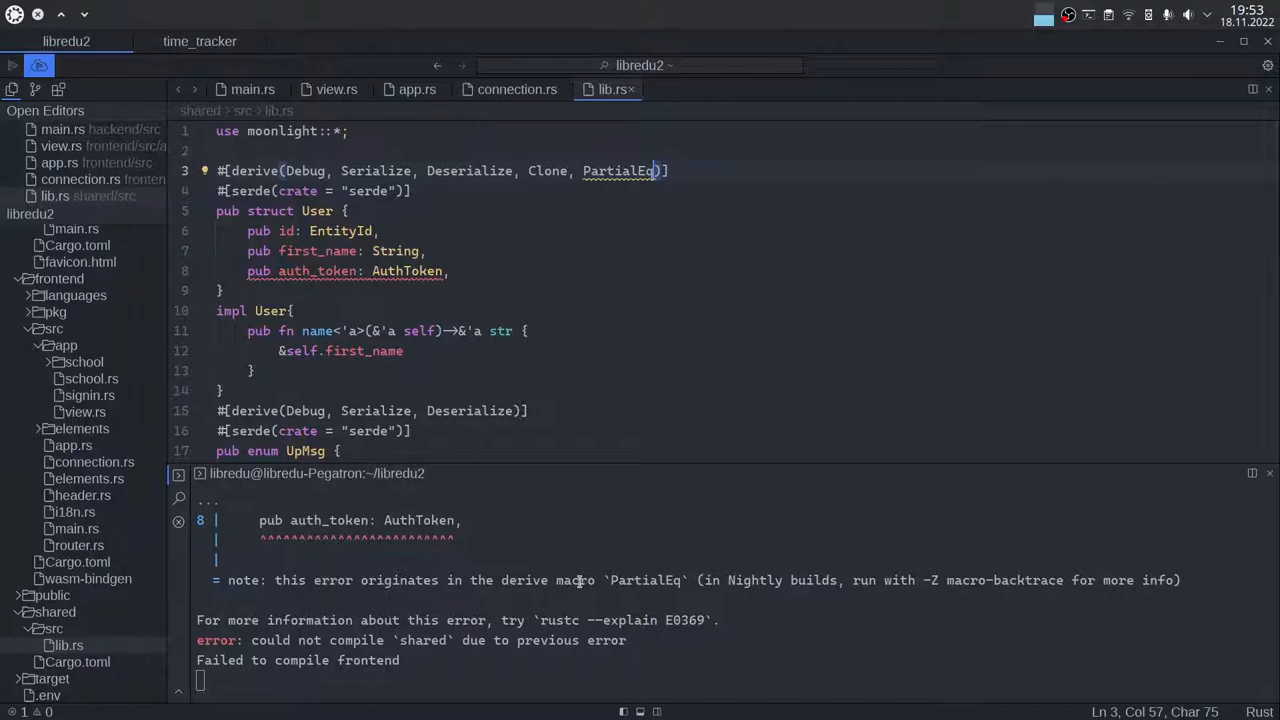 19:53
18.11.2022
libredu2
time_tracker
libredu2 ~
main.rs
view.rs
app.rs
connection.rs
lib.rs×
Open Editors
main.rs backend/src
view.rs frontend/src/a
app.rs frontend/src
connection.rs fronten
lib.rs shared/src
libredu2
main.rs
Cargo.toml
favicon.html
frontend
languages
pkg
src
app
school
school.rs
signin.rs
view.rs
elements
app.rs
connection.rs
elements.rs
header.rs
i18n.rs
main.rs
router.rs
Cargo.toml
wasm-bindgen
public
shared
src
lib.rs
Cargo.toml
target
.env
shared > src > lib.rs
1 use moonlight::*;
2
3 #[derive(Debug, Serialize, Deserialize, Clone, PartialEq)]
4 #[serde(crate = "serde")]
5 pub struct User {
6 pub id: EntityId,
7 pub first_name: String,
8 pub auth_token: AuthToken,
9 }
10 impl User{
11 pub fn name<'a>(&'a self)->&'a str {
12 &self.first_name
13 }
14 }
15 #[derive(Debug, Serialize, Deserialize)]
16 #[serde(crate = "serde")]
17 pub enum UpMsg {
libredu@libredu-Pegatron:~/libredu2
...
8 | pub auth_token: AuthToken,
| ^^^^^^^^^^^^^^^^^^^^^^^^^
|
= note: this error originates in the derive macro `PartialEq` (in Nightly builds, run with -Z macro-backtrace for more info)
For more information about this error, try `rustc --explain E0369`.
error: could not compile `shared` due to previous error
Failed to compile frontend
1 0
Ln 3, Col 57, Char 75
Rust